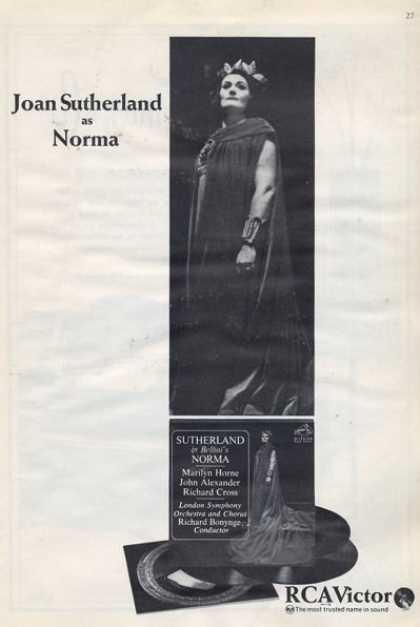 27
Joan Sutherland
as
Norma
SUTHERLAND
in Bellini's
NORMA
Marilyn Horne
John Alexander
Richard Cross
London Symphony
Orchestra and Chorus
Richard Bonynge,
Conductor
RCA Victor
The most trusted name in sound